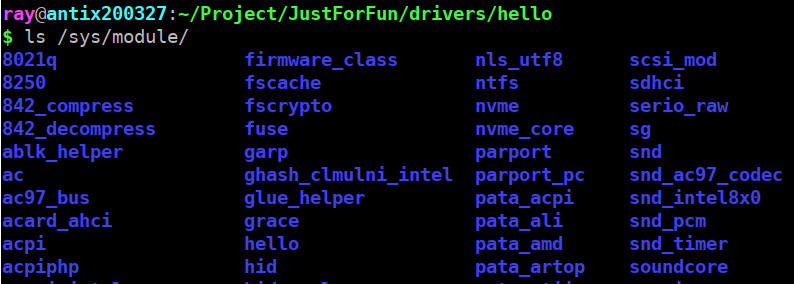 ray@antix200327:~/Project/JustForFun/drivers/hello
$ ls /sys/module/
8021q firmware_class nls_utf8 scsi_mod
8250 fscache ntfs sdhci
842_compress fscrypto nvme serio_raw
842_decompress fuse nvme_core sg
ablk_helper garp parport snd
ac ghash_clmulni_intel parport_pc snd_ac97_codec
ac97_bus glue_helper pata_acpi snd_intel8x0
acard_ahci grace pata_ali snd_pcm
acpi hello pata_amd snd_timer
acpiphp hid pata_artop soundcore